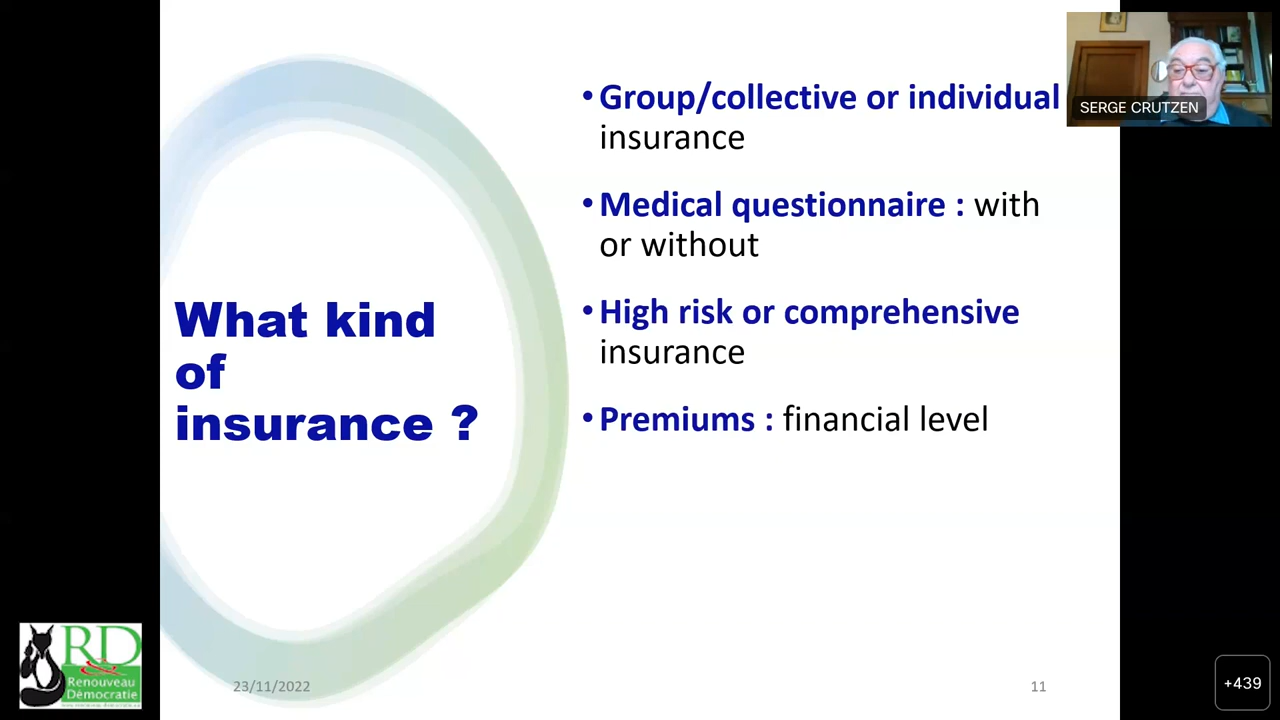 What kind
of
insurance ?
• Group/collective or individual
insurance
• Medical questionnaire : with
or without
• High risk or comprehensive
insurance
• Premiums : financial level
SERGE CRUTZEN
RD
Renouveau
Démocratie
23/11/2022
11
+439